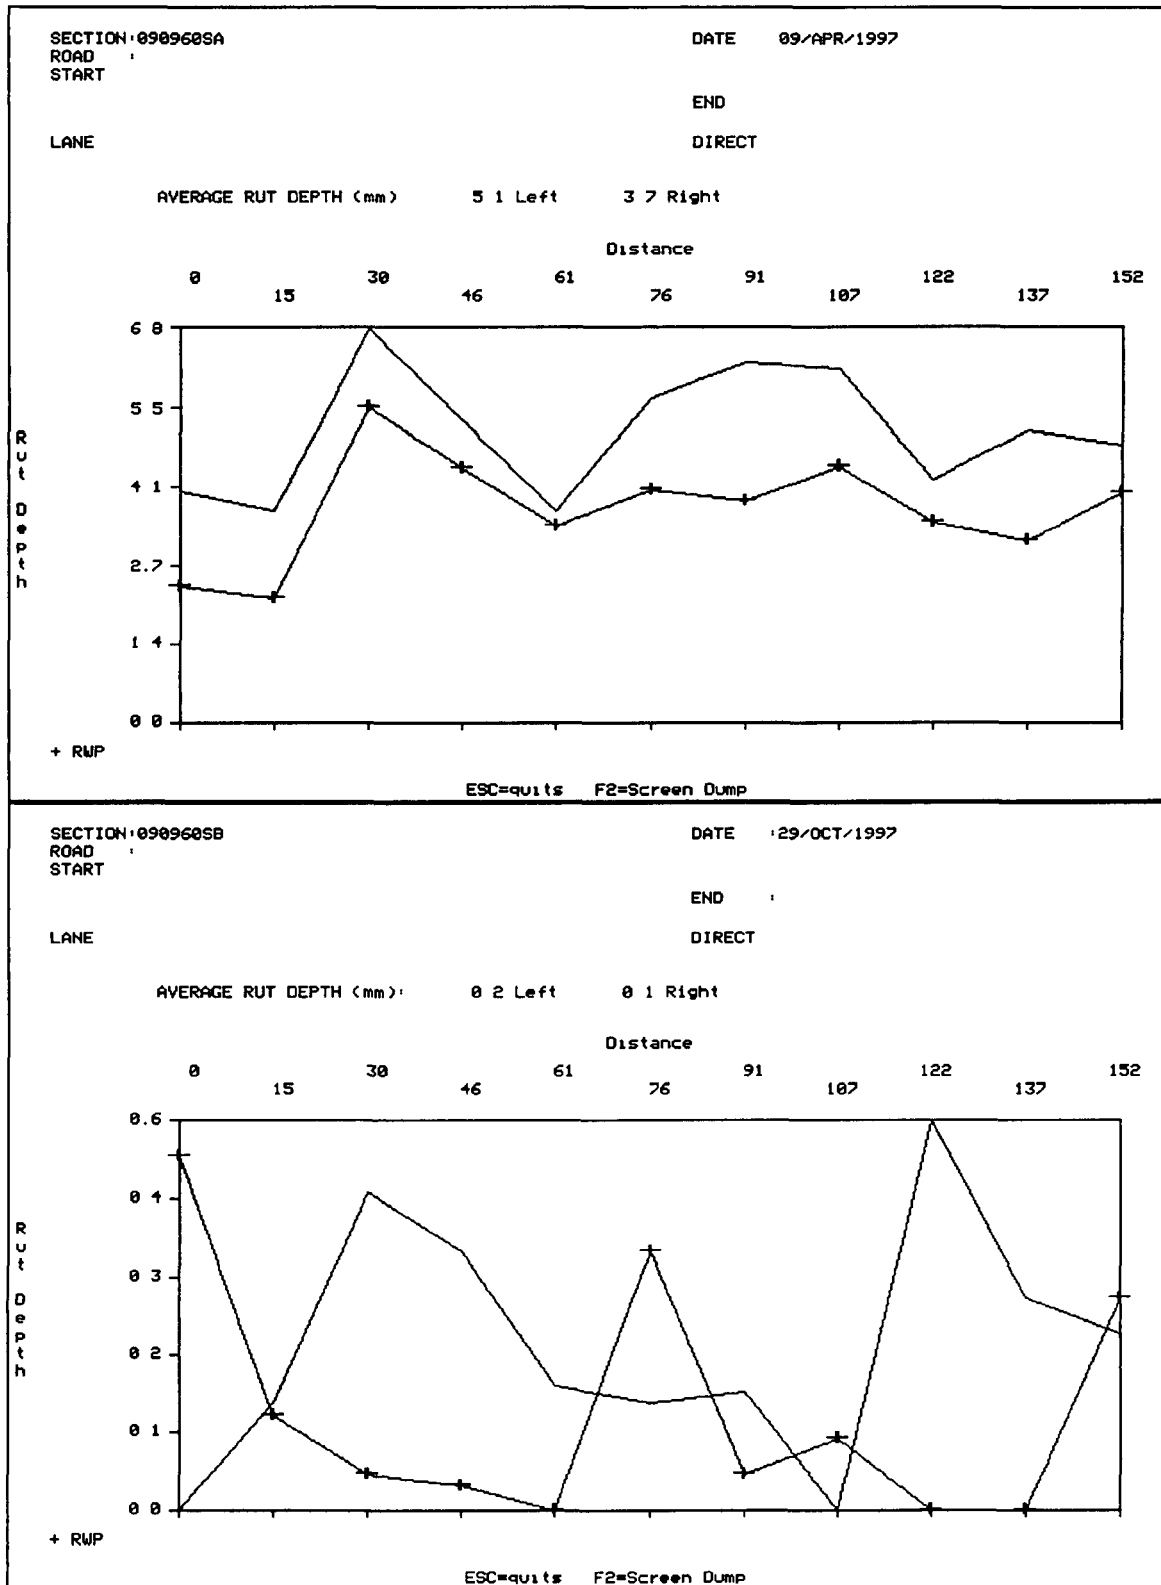 SECTION:090960SA DATE 09/APR/1997
ROAD :
START
END
LANE DIRECT
AVERAGE RUT DEPTH (mm) 5 1 Left 3 7 Right
Distance
0 30 61 91 122 152
15 46 76 107 137
6 8
5 5
4 1
2.7
1 4
0 0
Rut Depth
+ RWP
ESC=quits F2=Screen Dump
SECTION:090960SB DATE :29/OCT/1997
ROAD :
START
END :
LANE DIRECT
AVERAGE RUT DEPTH (mm): 0 2 Left 0 1 Right
Distance
0 30 61 91 122 152
15 46 76 107 137
0.6
0 4
0 3
0 2
0 1
0 0
Rut Depth
+ RWP
ESC=quits F2=Screen Dump